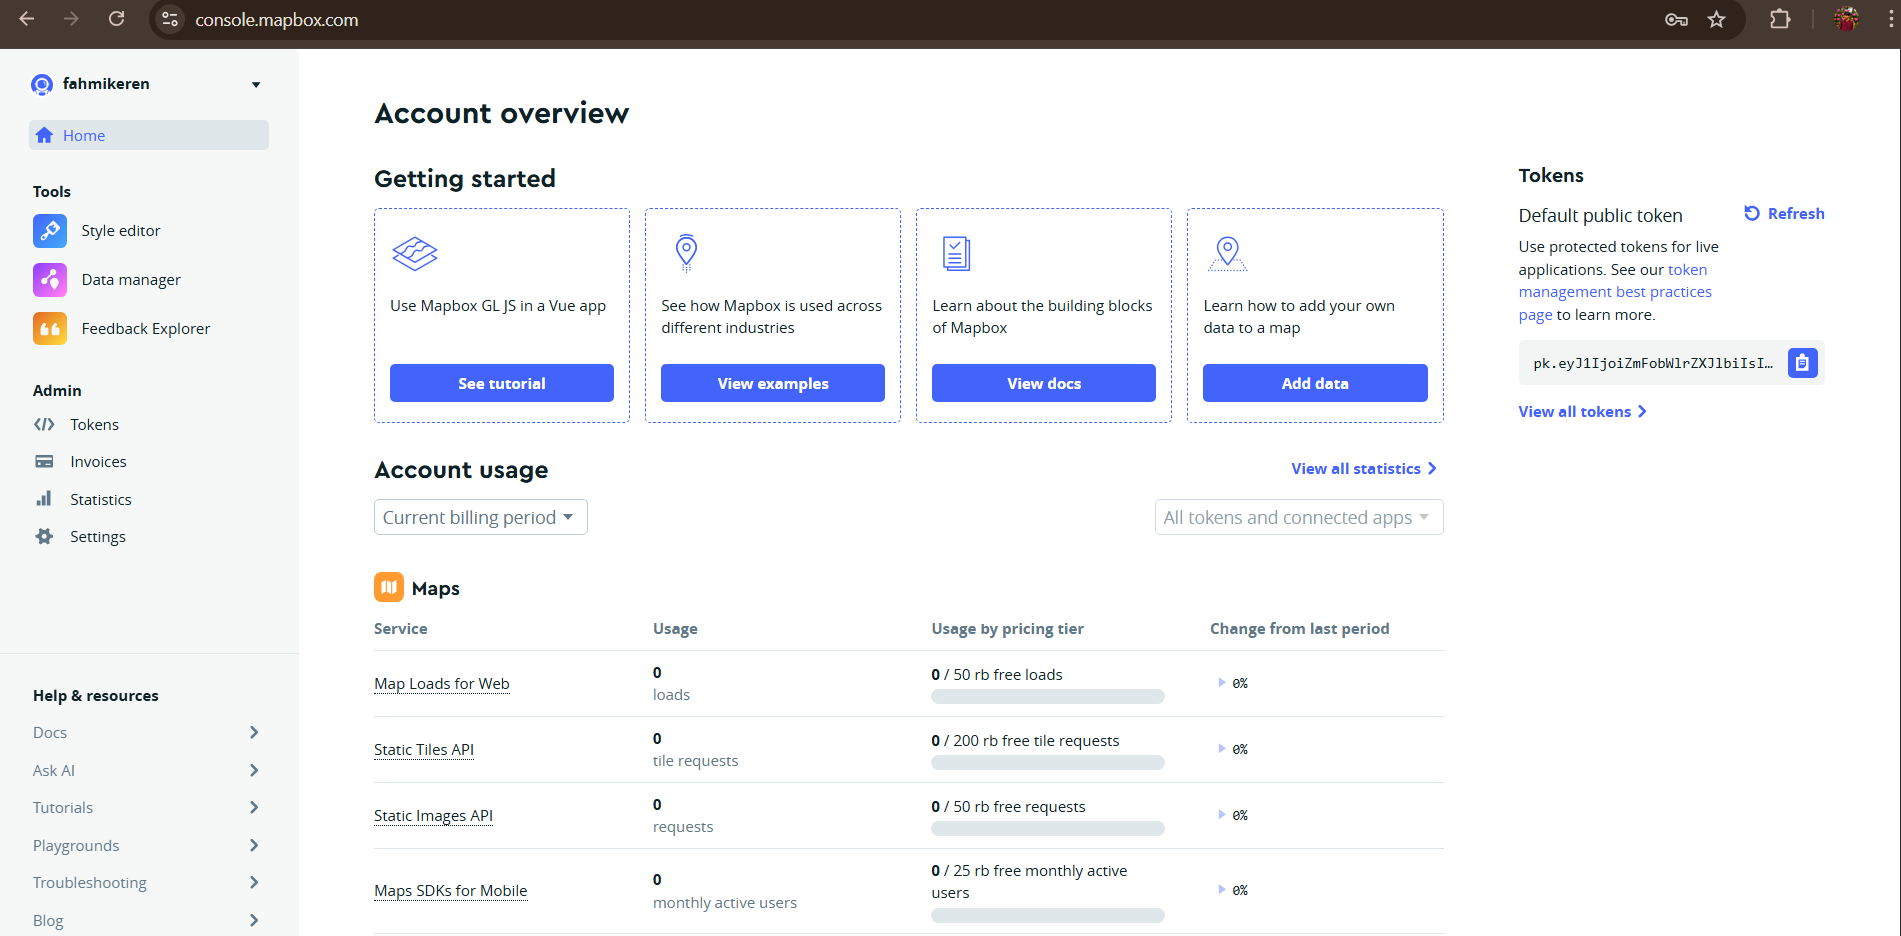 console.mapbox.com
fahmikeren
Home
Tools
Style editor
Data manager
Feedback Explorer
Admin
Tokens
Invoices
Statistics
Settings
Help & resources
Docs
Ask AI
Tutorials
Playgrounds
Troubleshooting
Blog
Account overview
Getting started
Use Mapbox GL JS in a Vue app
See tutorial
See how Mapbox is used across
different industries
View examples
Learn about the building blocks
of Mapbox
View docs
Learn how to add your own
data to a map
Add data
Account usage
View all statistics
Current billing period
All tokens and connected apps
Maps
Service Usage Usage by pricing tier Change from last period
Map Loads for Web
0
loads
0 / 50 rb free loads
0%
Static Tiles API
0
tile requests
0 / 200 rb free tile requests
0%
Static Images API
0
requests
0 / 50 rb free requests
0%
Maps SDKs for Mobile
0
monthly active users
0 / 25 rb free monthly active
users
0%
Tokens
Default public token
Refresh
Use protected tokens for live
applications. See our token
management best practices
page to learn more.
pk.eyJ1IjoiZmFobWlrZXJlbiIsI…
View all tokens